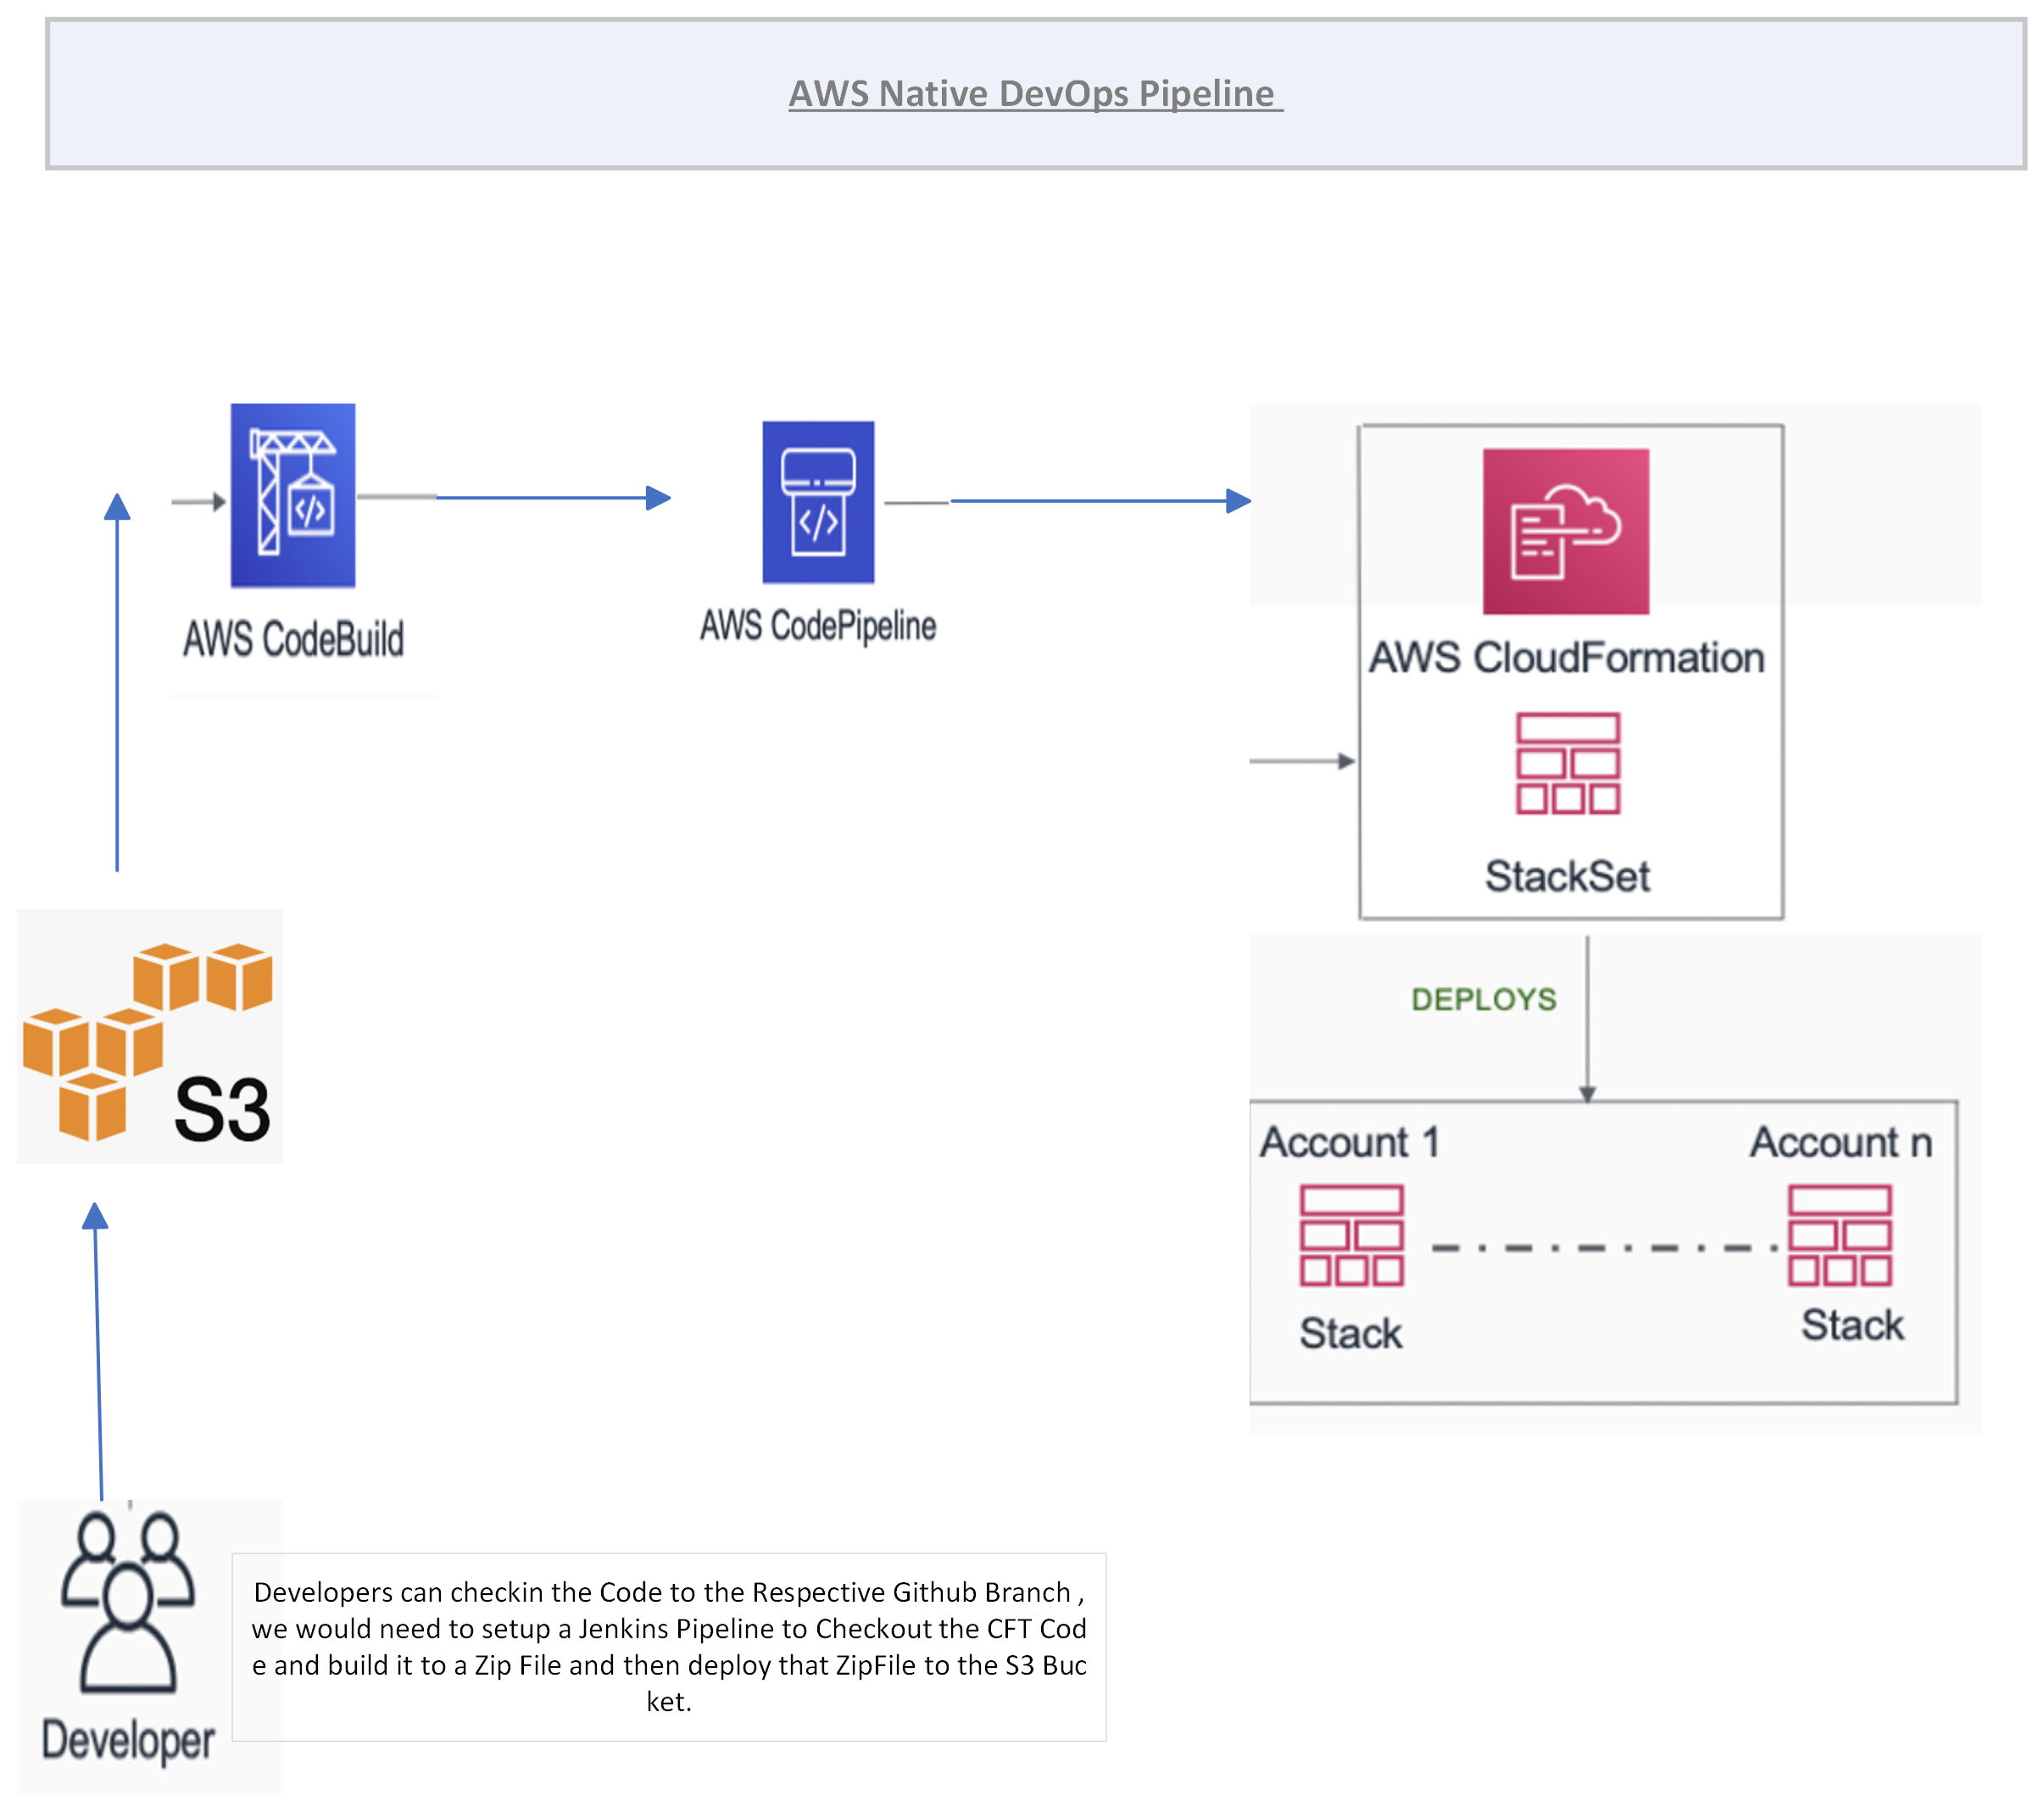 AWS Native DevOps Pipeline
</>
</>
AWS CodeBuild
AWS CodePipeline
AWS CloudFormation
StackSet
S3
DEPLOYS
Account 1
Account n
Stack
Stack
Developers can checkin the Code to the Respective Github Branch ,
we would need to setup a Jenkins Pipeline to Checkout the CFT Cod
e and build it to a Zip File and then deploy that ZipFile to the S3 Buc
ket.
Developer